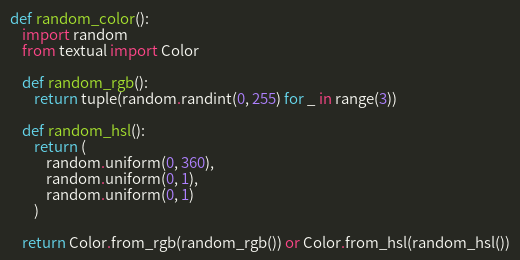 def random_color():
    import random
    from textual import Color

    def random_rgb():
        return tuple(random.randint(0, 255) for _ in range(3))

    def random_hsl():
        return (
            random.uniform(0, 360),
            random.uniform(0, 1),
            random.uniform(0, 1)
        )

    return Color.from_rgb(random_rgb()) or Color.from_hsl(random_hsl())